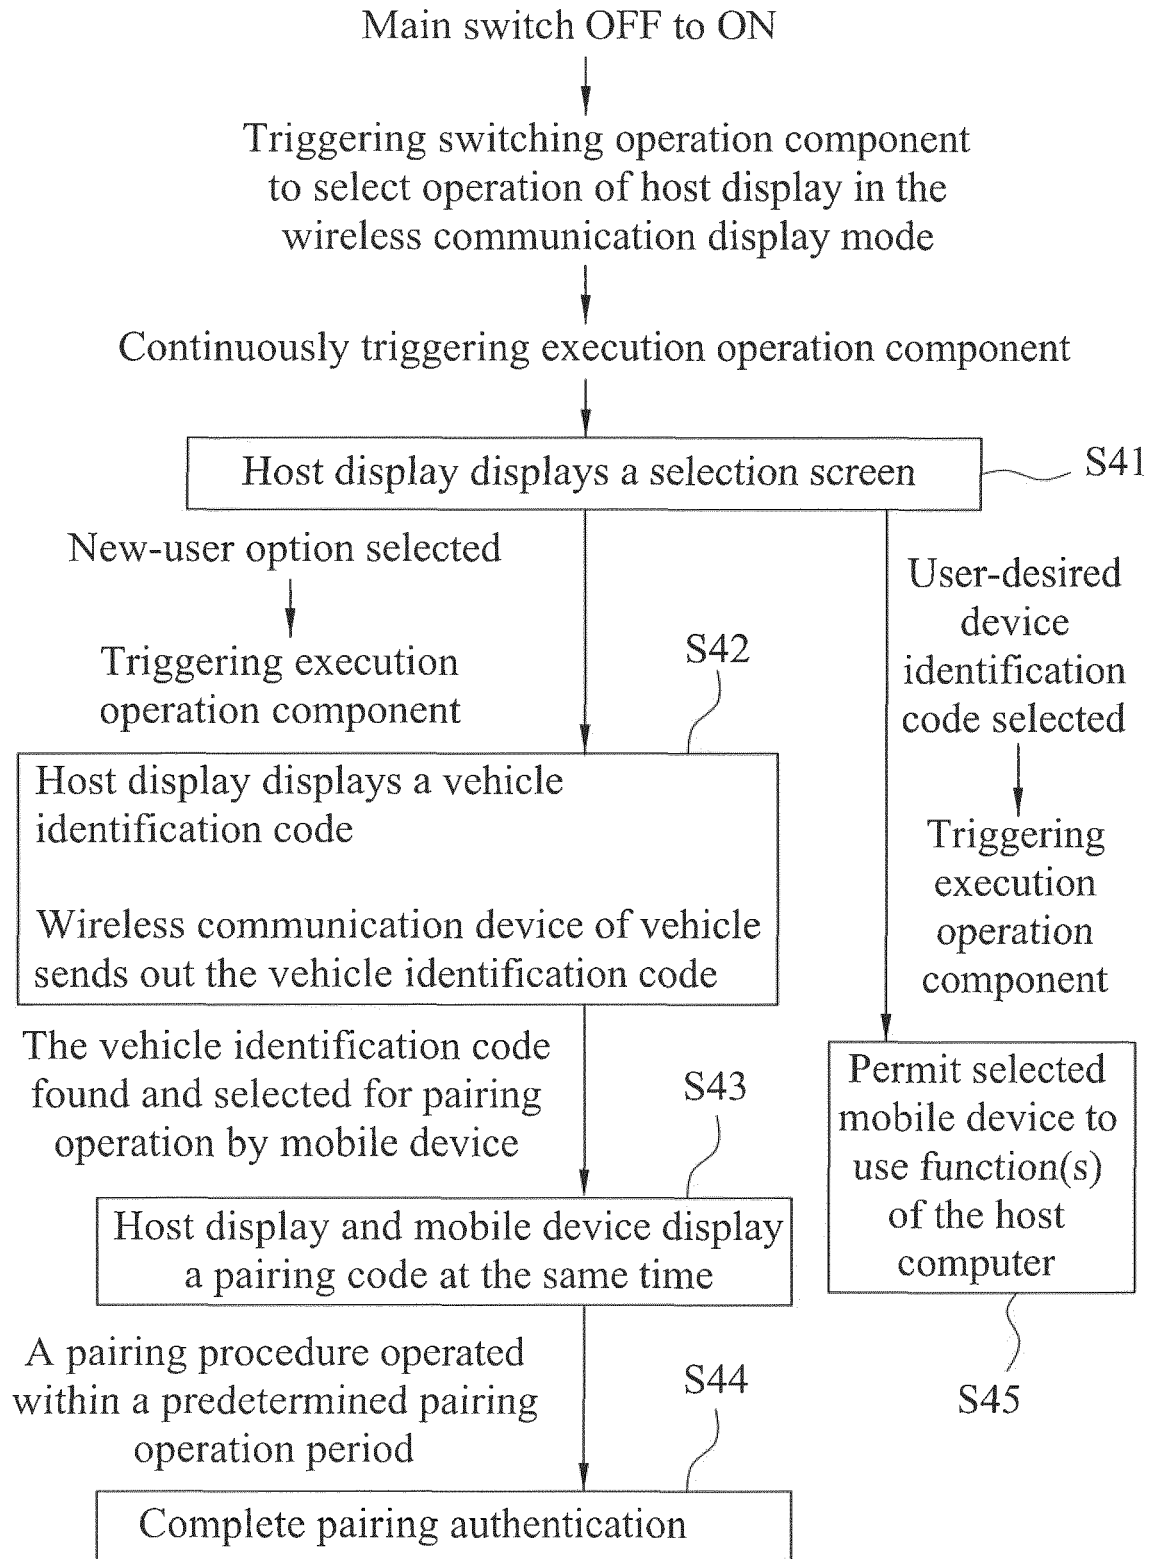 Main switch OFF to ON
Triggering switching operation component
to select operation of host display in the
wireless communication display mode
Continuously triggering execution operation component
Host display displays a selection screen
S41
New-user option selected
Triggering execution
operation component
S42
User-desired
device
identification
code selected
Triggering
execution
operation
component
Host display displays a vehicle
identification code
Wireless communication device of vehicle
sends out the vehicle identification code
The vehicle identification code
found and selected for pairing
operation by mobile device
S43
Permit selected
mobile device to
use function(s)
of the host
computer
S45
Host display and mobile device display
a pairing code at the same time
A pairing procedure operated
within a predetermined pairing
operation period
S44
Complete pairing authentication